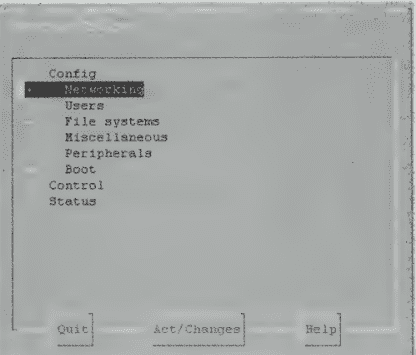 Config
Networking
Users
File systems
Miscellaneous
Peripherals
Boot
Control
Status
Quit Act/Changes Help